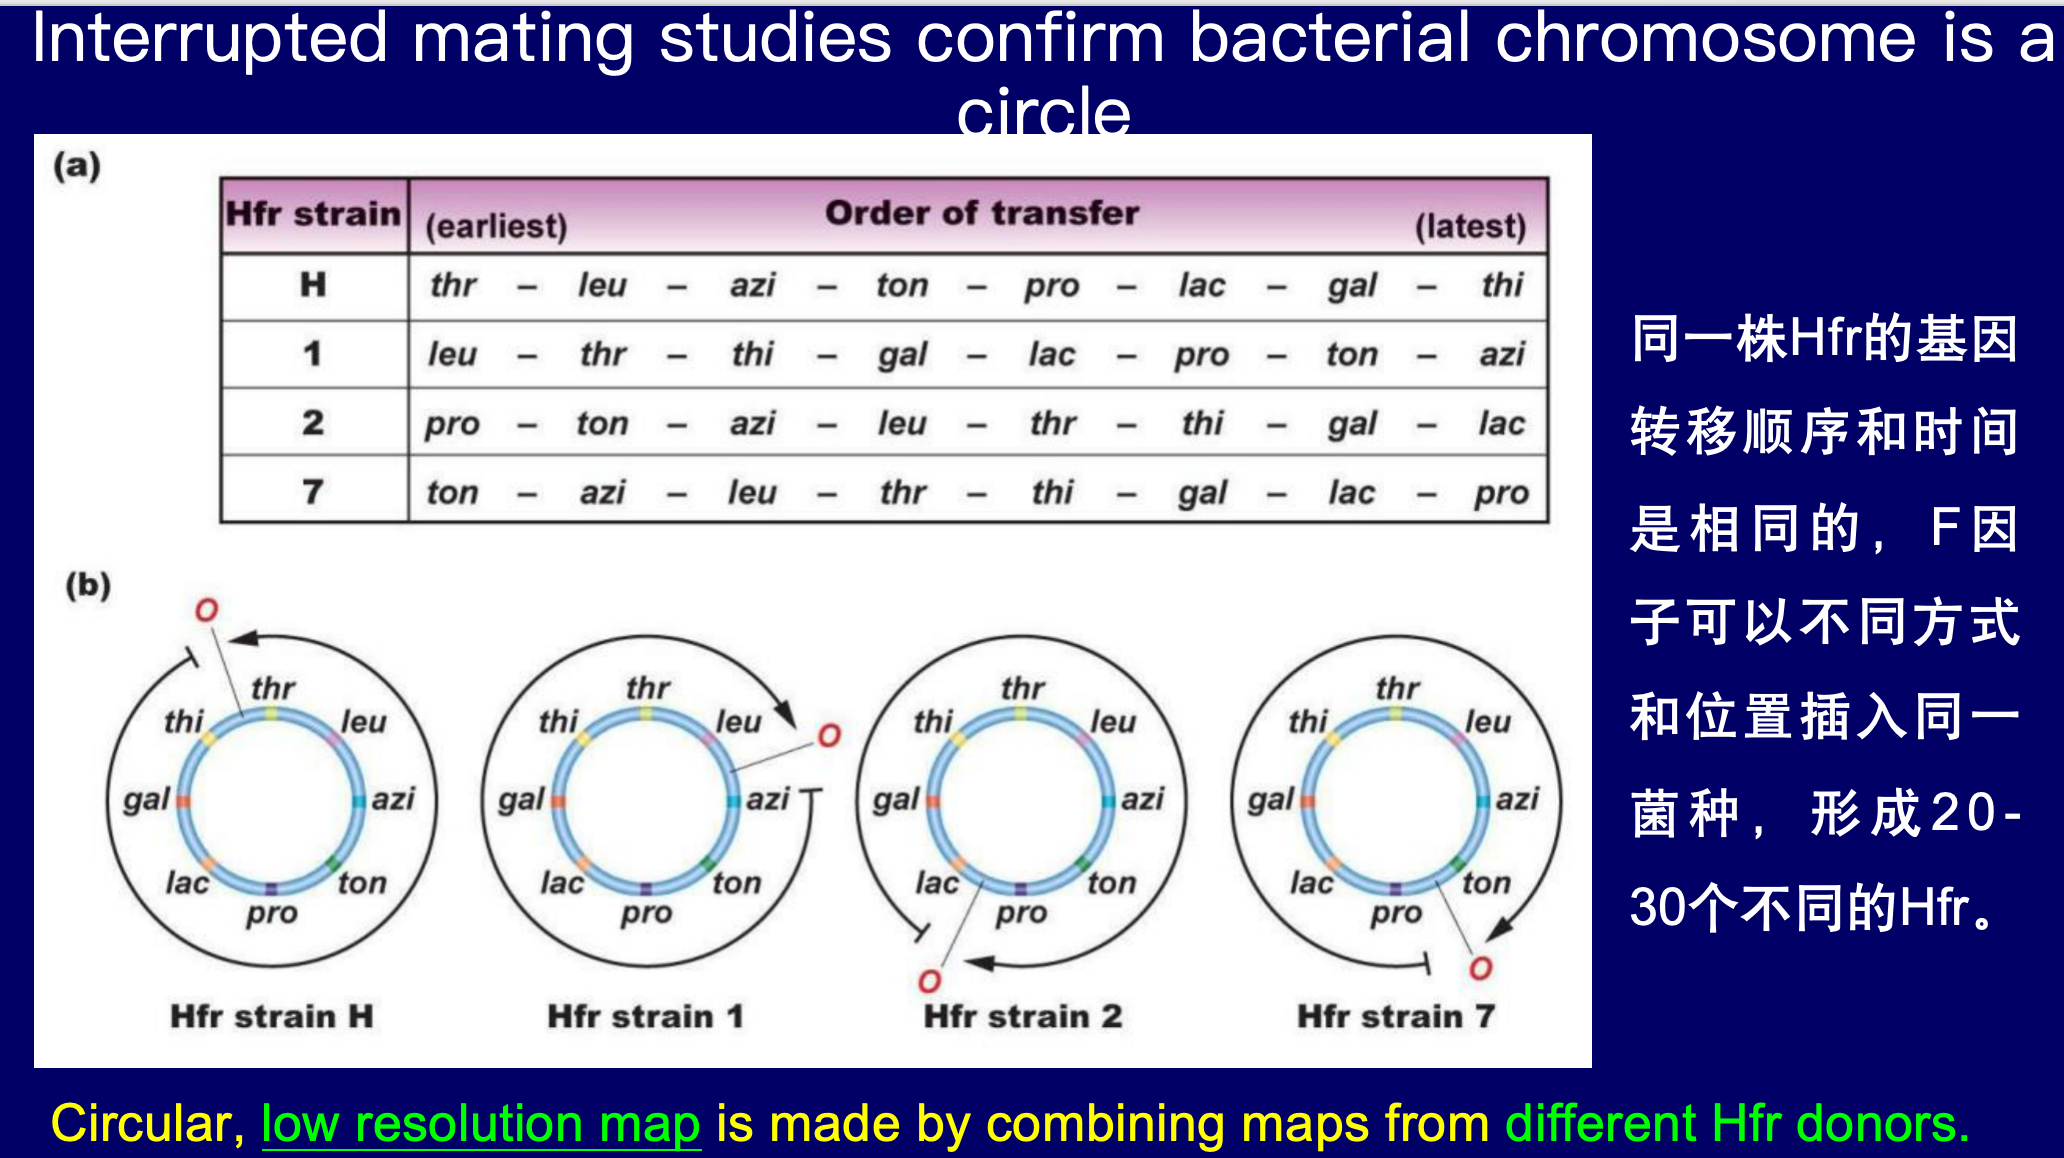 Interrupted mating studies confirm bacterial chromosome is a
circle
(a)
Hfr strain (earliest) Order of transfer (latest)
H thr – leu – azi – ton – pro – lac – gal – thi
1 leu – thr – thi – gal – lac – pro – ton – azi
2 pro – ton – azi – leu – thr – thi – gal – lac
7 ton – azi – leu – thr – thi – gal – lac – pro
同一株Hfr的基因
转移顺序和时间
是相同的，F因
子可以不同方式
和位置插入同一
菌种，形成20-
30个不同的Hfr。
(b)
O
thr
thi leu
gal azi
lac ton
pro
Hfr strain H
thr
thi leu
O
gal azi
lac ton
pro
Hfr strain 1
thr
thi leu
gal azi
lac ton
pro
O
Hfr strain 2
thr
thi leu
gal azi
lac ton
pro
O
Hfr strain 7
Circular, low resolution map is made by combining maps from different Hfr donors.